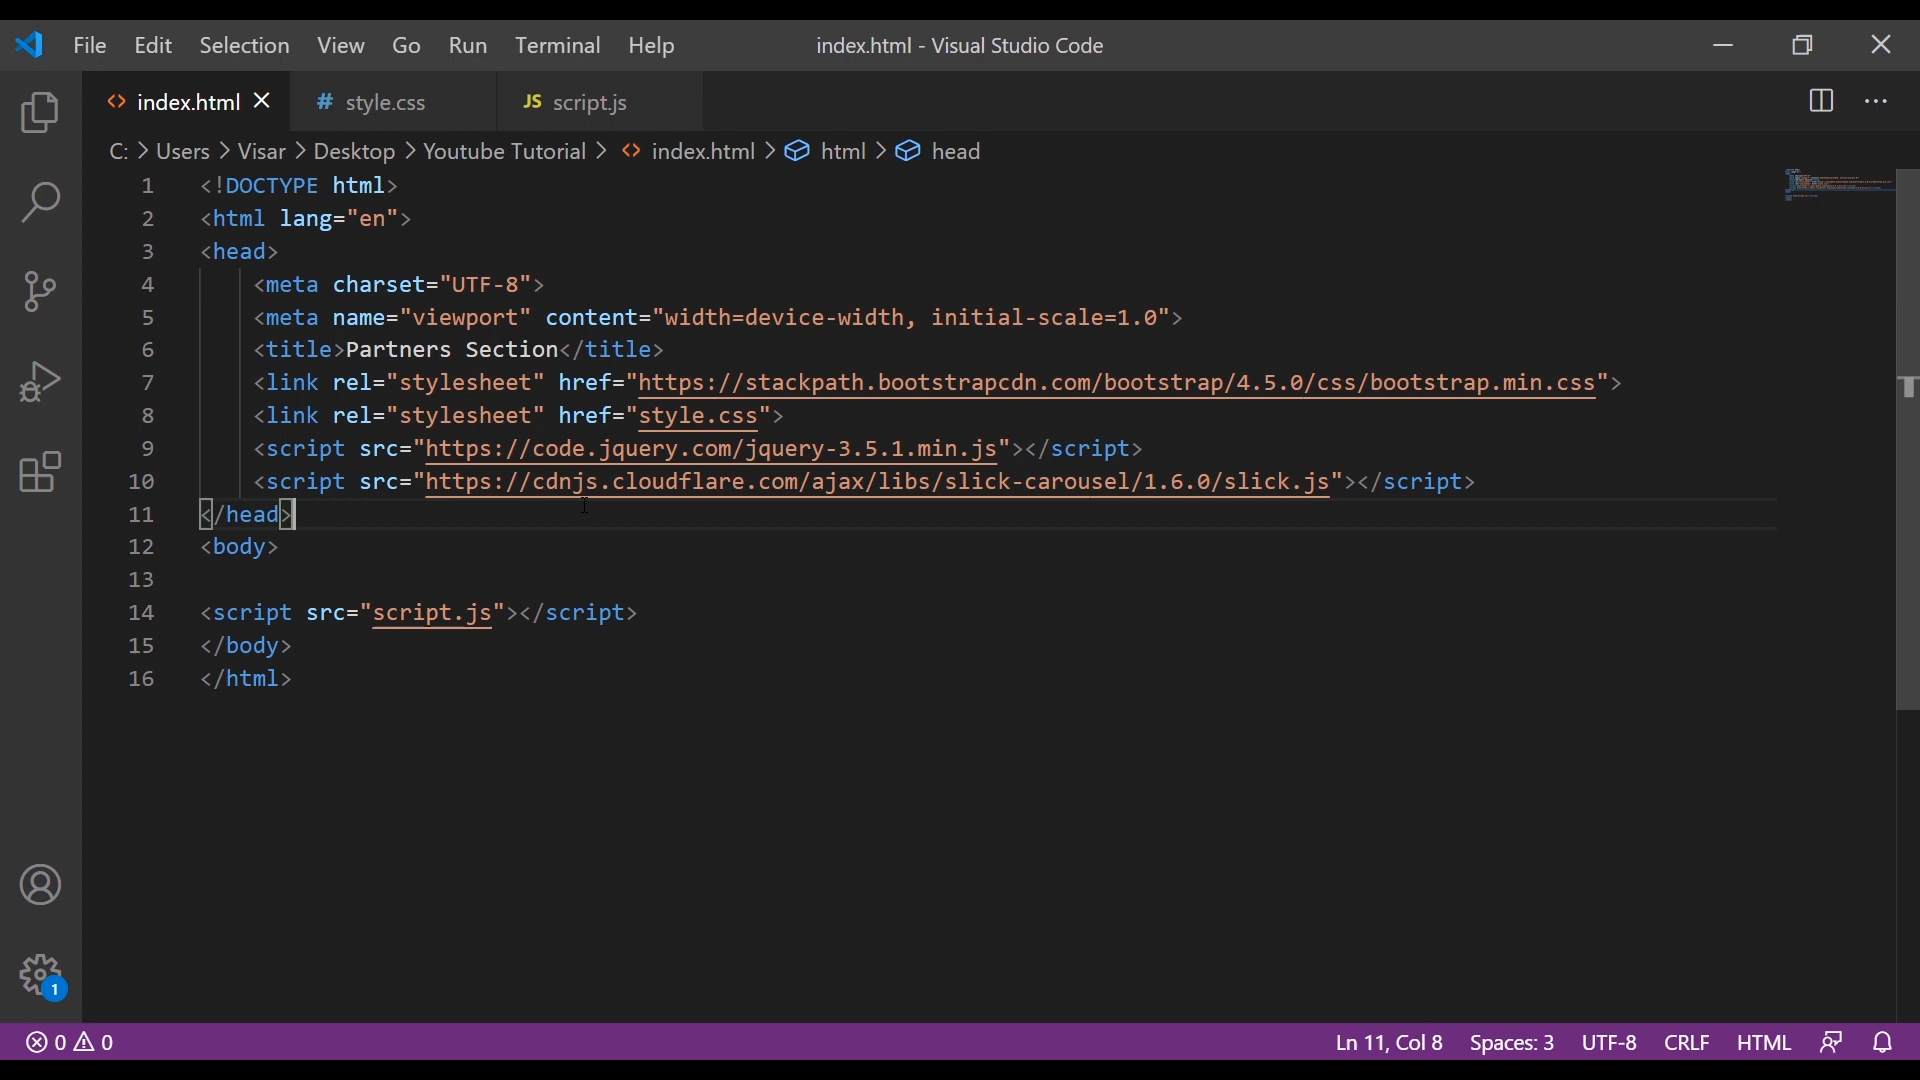 File Edit Selection View Go Run Terminal Help index.html - Visual Studio Code
<> index.html # style.css JS script.js
C: > Users > Visar > Desktop > Youtube Tutorial > <> index.html > html > head
1 <!DOCTYPE html>
2 <html lang="en">
3 <head>
4 <meta charset="UTF-8">
5 <meta name="viewport" content="width=device-width, initial-scale=1.0">
6 <title>Partners Section</title>
7 <link rel="stylesheet" href="https://stackpath.bootstrapcdn.com/bootstrap/4.5.0/css/bootstrap.min.css">
8 <link rel="stylesheet" href="style.css">
9 <script src="https://code.jquery.com/jquery-3.5.1.min.js"></script>
10 <script src="https://cdnjs.cloudflare.com/ajax/libs/slick-carousel/1.6.0/slick.js"></script>
11 </head>
12 <body>
13
14 <script src="script.js"></script>
15 </body>
16 </html>
1
0 0 Ln 11, Col 8 Spaces: 3 UTF-8 CRLF HTML